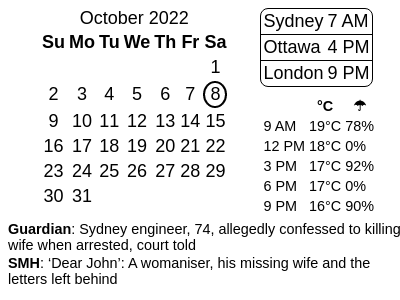 October 2022
Su Mo Tu We Th Fr Sa
1
2 3 4 5 6 7 8
9 10 11 12 13 14 15
16 17 18 19 20 21 22
23 24 25 26 27 28 29
30 31
Sydney 7 AM
Ottawa 4 PM
London 9 PM
°C ☂
9 AM 19°C 78%
12 PM 18°C 0%
3 PM 17°C 92%
6 PM 17°C 0%
9 PM 16°C 90%
Guardian: Sydney engineer, 74, allegedly confessed to killing
wife when arrested, court told
SMH: ‘Dear John’: A womaniser, his missing wife and the
letters left behind